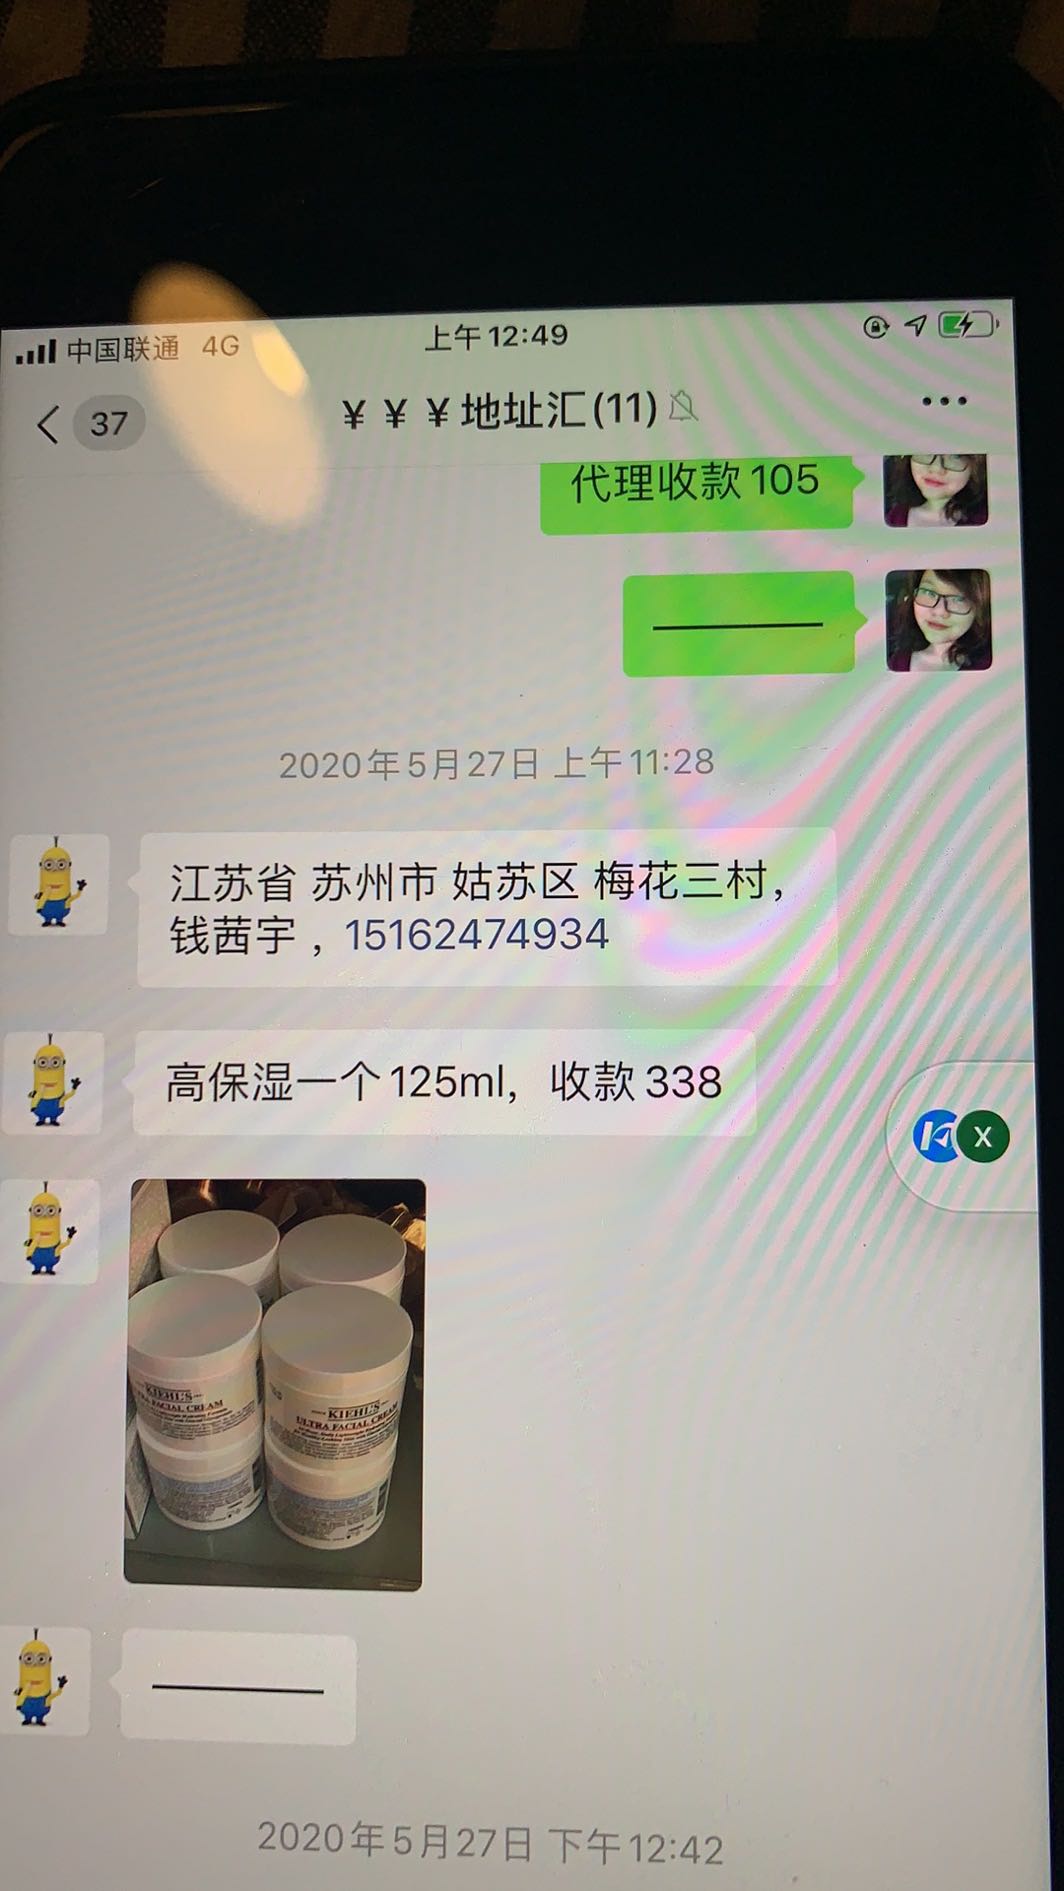 中国联通 4G
上午12:49
37
¥ ¥ ¥地址汇(11)
代理收款105
2020年5月27日 上午11:28
江苏省 苏州市 姑苏区 梅花三村，
钱茜宇 ，15162474934
高保湿一个125ml，收款338
KIEHL'S
FACIAL CREAM
KIEHL'S
ULTRA FACIAL CREAM
X
2020年5月27日 下午12:42